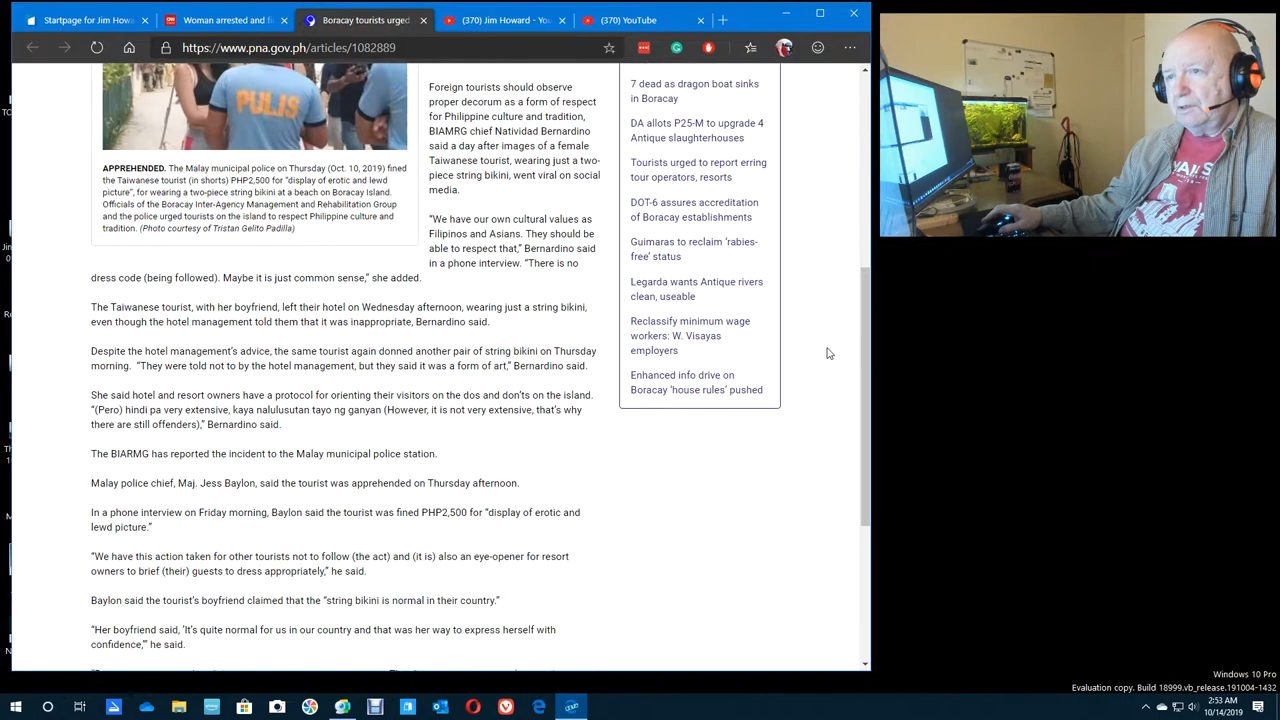 Startpage for Jim How
Woman arrested and fi
Boracay tourists urged
(370) Jim Howard - You
(370) YouTube
https://www.pna.gov.ph/articles/1082889
PULIS
APPREHENDED. The Malay municipal police on Thursday (Oct. 10, 2019) fined
the Taiwanese tourist (in shorts) PHP2,500 for “display of erotic and lewd
picture”, for wearing a two-piece string bikini at a beach on Boracay Island.
Officials of the Boracay Inter-Agency Management and Rehabilitation Group
and the police urged tourists on the island to respect Philippine culture and
tradition. (Photo courtesy of Tristan Gelito Padilla)
Foreign tourists should observe
proper decorum as a form of respect
for Philippine culture and tradition,
BIAMRG chief Natividad Bernardino
said a day after images of a female
Taiwanese tourist, wearing just a two-
piece string bikini, went viral on social
media.
“We have our own cultural values as
Filipinos and Asians. They should be
able to respect that,” Bernardino said
in a phone interview. “There is no
dress code (being followed). Maybe it is just common sense,” she added.
The Taiwanese tourist, with her boyfriend, left their hotel on Wednesday afternoon, wearing just a string bikini,
even though the hotel management told them that it was inappropriate, Bernardino said.
Despite the hotel management’s advice, the same tourist again donned another pair of string bikini on Thursday
morning. “They were told not to by the hotel management, but they said it was a form of art,” Bernardino said.
She said hotel and resort owners have a protocol for orienting their visitors on the dos and don’ts on the island.
“(Pero) hindi pa very extensive, kaya nalulusutan tayo ng ganyan (However, it is not very extensive, that’s why
there are still offenders),” Bernardino said.
The BIARMG has reported the incident to the Malay municipal police station.
Malay police chief, Maj. Jess Baylon, said the tourist was apprehended on Thursday afternoon.
In a phone interview on Friday morning, Baylon said the tourist was fined PHP2,500 for “display of erotic and
lewd picture.”
“We have this action taken for other tourists not to follow (the act) and (it is) also an eye-opener for resort
owners to brief (their) guests to dress appropriately,” he said.
Baylon said the tourist’s boyfriend claimed that the “string bikini is normal in their country.”
“Her boyfriend said, ‘It’s quite normal for us in our country and that was her way to express herself with
confidence,’” he said.
7 dead as dragon boat sinks
in Boracay
DA allots P25-M to upgrade 4
Antique slaughterhouses
Tourists urged to report erring
tour operators, resorts
DOT-6 assures accreditation
of Boracay establishments
Guimaras to reclaim ‘rabies-
free’ status
Legarda wants Antique rivers
clean, useable
Reclassify minimum wage
workers: W. Visayas
employers
Enhanced info drive on
Boracay ‘house rules’ pushed
Windows 10 Pro
Evaluation copy. Build 18999.vb_release.191004-1432
2:53 AM
10/14/2019